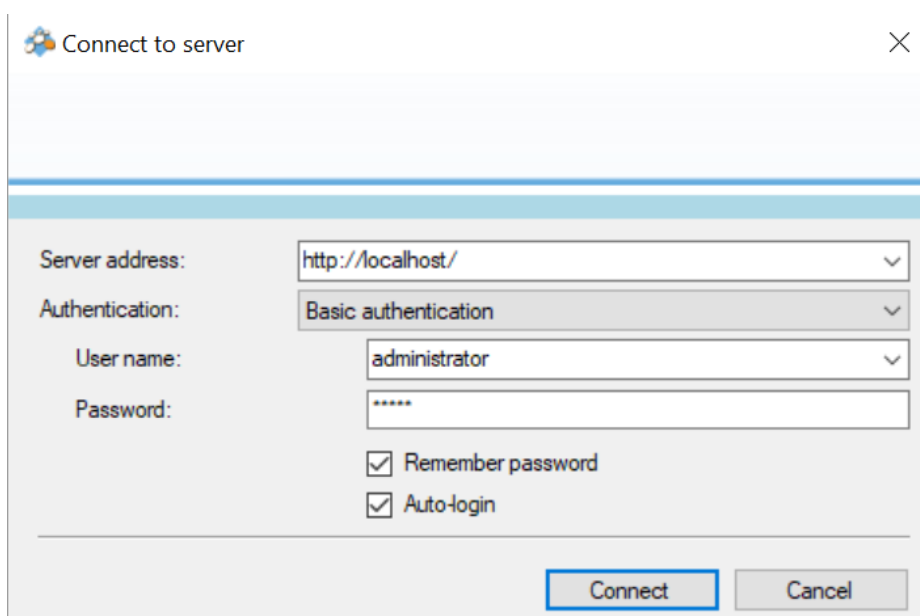 Connect to server
Server address: http://localhost/
Authentication: Basic authentication
User name: administrator
Password: *****
Remember password
Auto-login
Connect Cancel